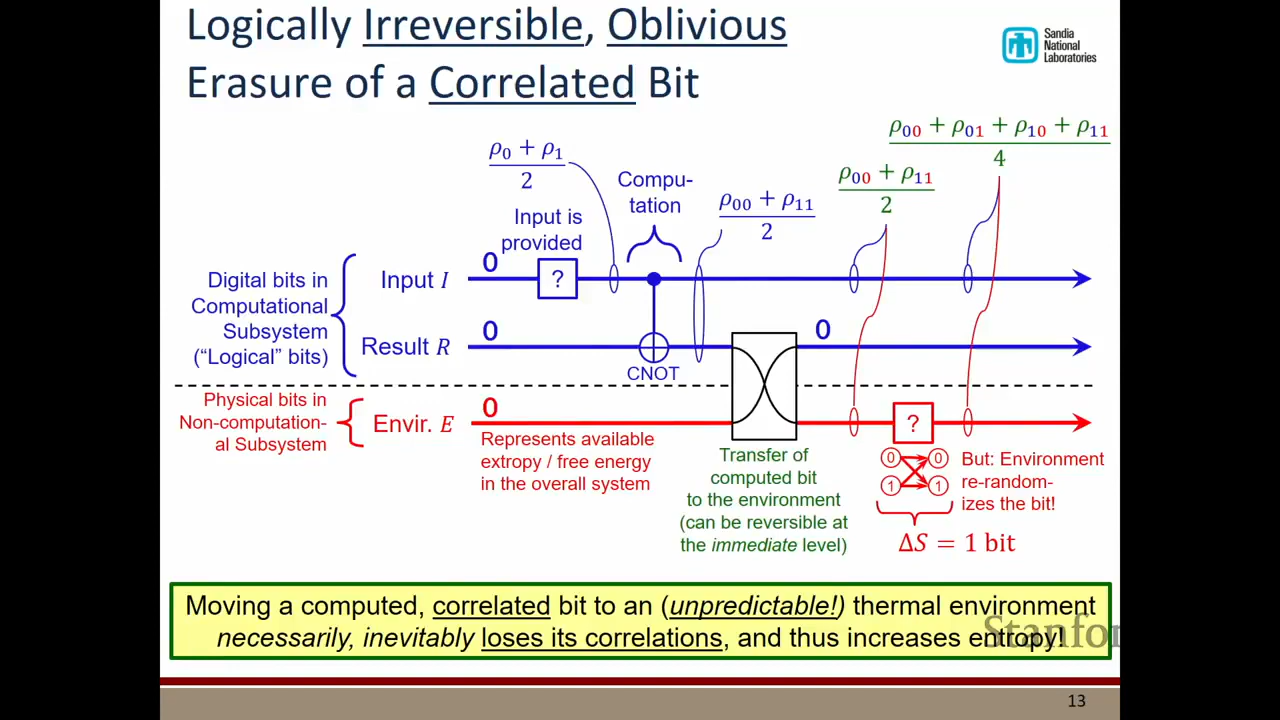 Logically Irreversible, Oblivious
Erasure of a Correlated Bit
Sandia
National
Laboratories
ρ₀₀ + ρ₀₁ + ρ₁₀ + ρ₁₁
4
ρ₀ + ρ₁
2
Compu-
tation
ρ₀₀ + ρ₁₁
2
ρ₀₀ + ρ₁₁
2
Input is
provided
Digital bits in
Computational
Subsystem
("Logical" bits)
Input I
0
?
Result R
0
CNOT
0
Physical bits in
Non-computation-
al Subsystem
Envir. E
0
?
Represents available
extropy / free energy
in the overall system
Transfer of
computed bit
to the environment
(can be reversible at
the immediate level)
0 0
1 1
But: Environment
re-random-
izes the bit!
ΔS = 1 bit
Moving a computed, correlated bit to an (unpredictable!) thermal environment
necessarily, inevitably loses its correlations, and thus increases entropy!
Stanfor
13